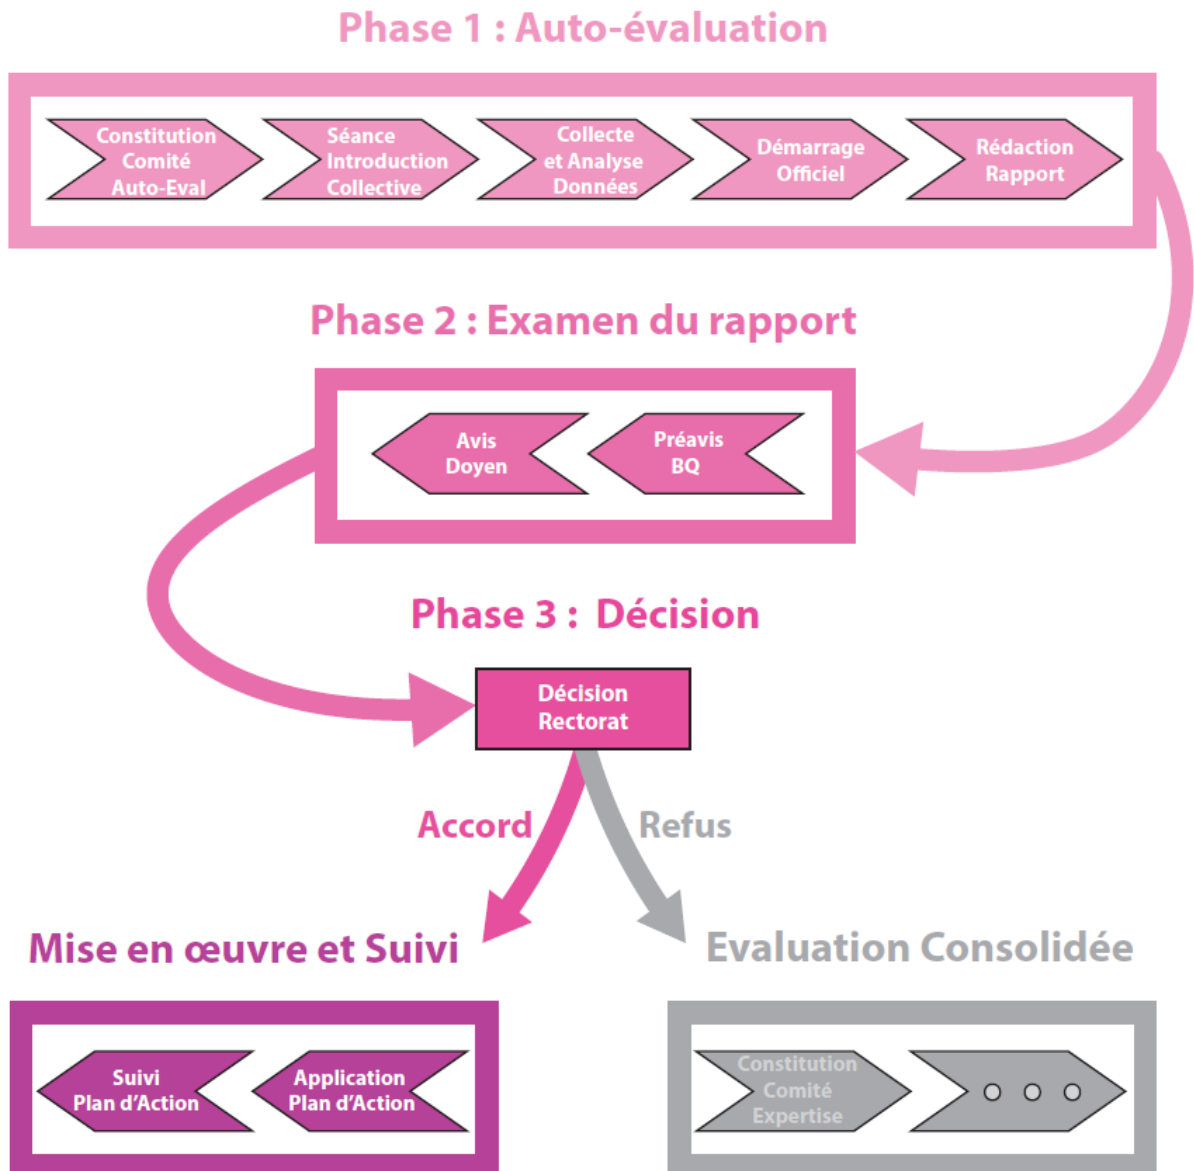 Phase 1 : Auto-évaluation
Constitution
Comité
Auto-Eval
Séance
Introduction
Collective
Collecte
et Analyse
Données
Démarrage
Officiel
Rédaction
Rapport
Phase 2 : Examen du rapport
Avis
Doyen
Préavis
BQ
Phase 3 : Décision
Décision
Rectorat
Accord
Refus
Mise en œuvre et Suivi
Suivi
Plan d'Action
Application
Plan d'Action
Evaluation Consolidée
Constitution
Comité
Expertise